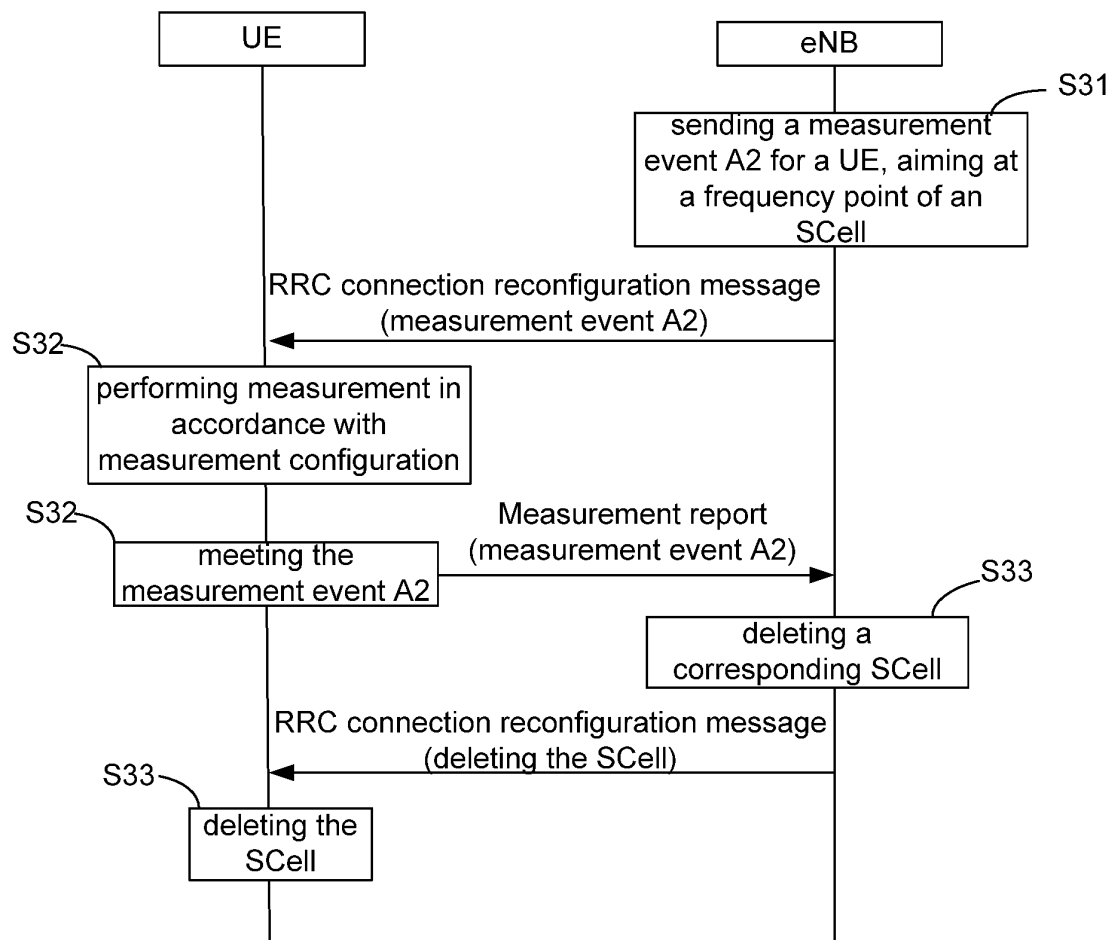 UE
eNB
S31
sending a measurement
event A2 for a UE, aiming at
a frequency point of an
SCell
RRC connection reconfiguration message
(measurement event A2)
S32
performing measurement in
accordance with
measurement configuration
S32
meeting the
measurement event A2
Measurement report
(measurement event A2)
S33
deleting a
corresponding SCell
RRC connection reconfiguration message
(deleting the SCell)
S33
deleting the
SCell